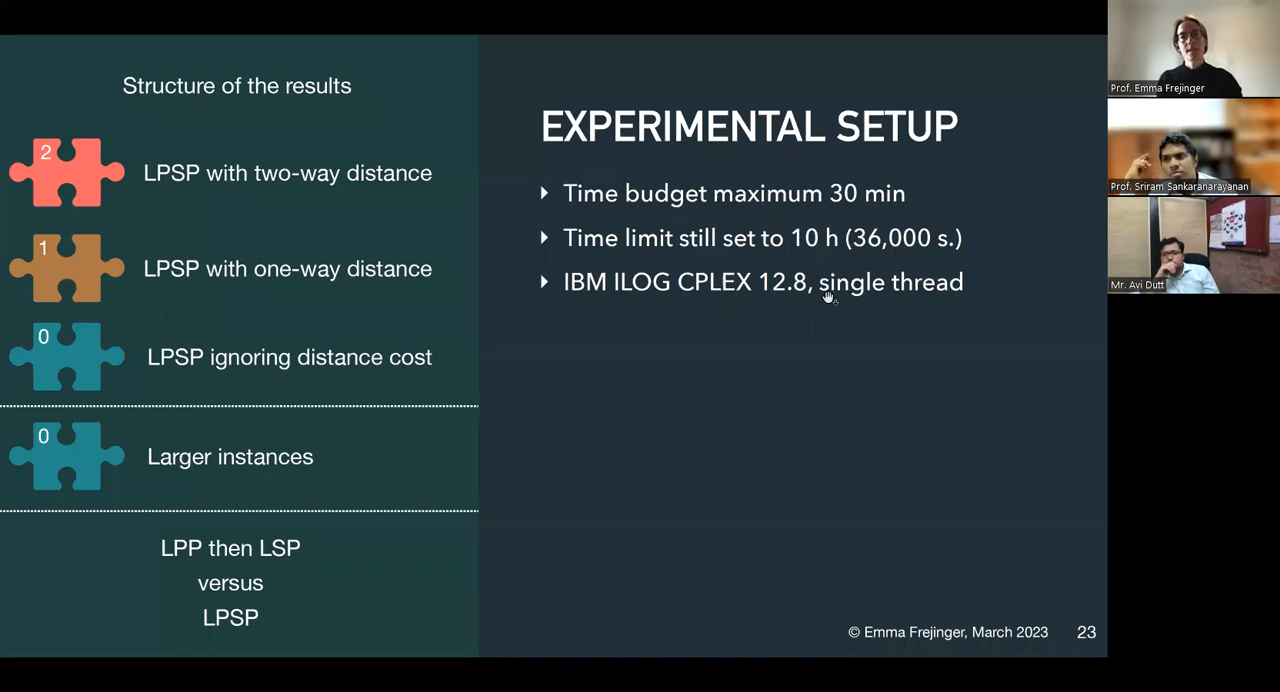 Structure of the results
2
LPSP with two-way distance
1
LPSP with one-way distance
0
LPSP ignoring distance cost
0
Larger instances
LPP then LSP
versus
LPSP
EXPERIMENTAL SETUP
Time budget maximum 30 min
Time limit still set to 10 h (36,000 s.)
IBM ILOG CPLEX 12.8, single thread
© Emma Frejinger, March 2023
23
Prof. Emma Frejinger
Prof. Sriram Sankaranarayanan
Mr. Avi Dutt